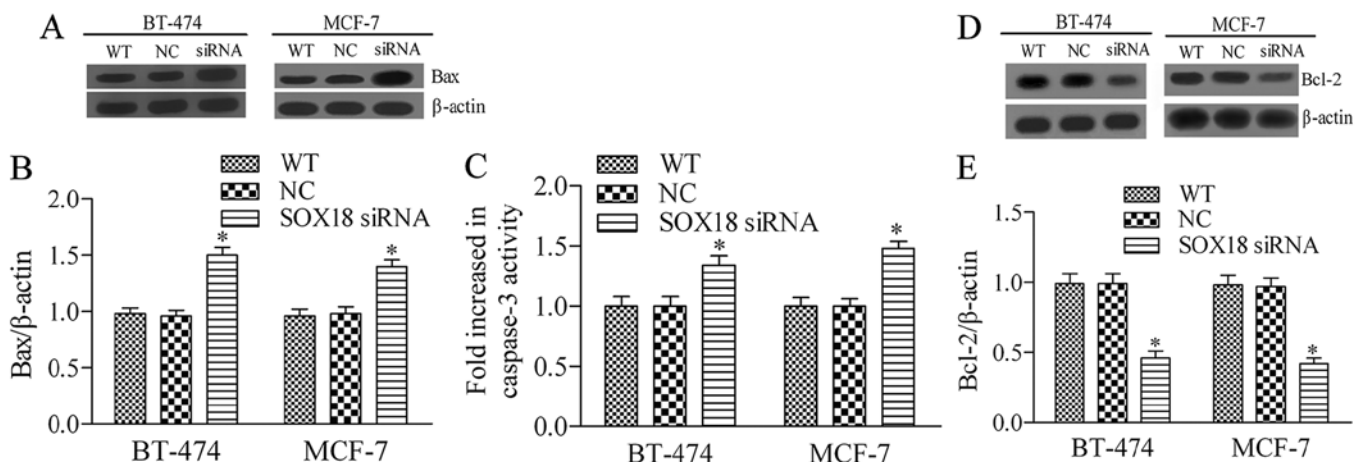 A
BT-474 MCF-7
WT NC siRNA WT NC siRNA
Bax
β-actin
B
WT
NC
SOX18 siRNA
Bax/β-actin
2.0
1.5
1.0
0.5
0.0
* *
BT-474 MCF-7
C
WT
NC
SOX18 siRNA
Fold increased in
caspase-3 activity
2.0
1.5
1.0
0.5
0.0
* *
BT-474 MCF-7
D
BT-474 MCF-7
WT NC siRNA WT NC siRNA
Bcl-2
β-actin
E
WT
NC
SOX18 siRNA
Bcl-2/β-actin
1.5
1.0
0.5
0.0
* *
BT-474 MCF-7